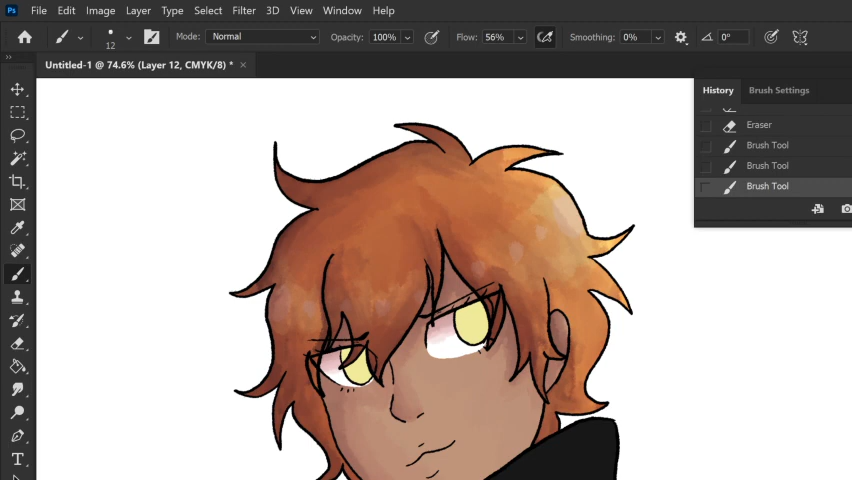 Ps File Edit Image Layer Type Select Filter 3D View Window Help
12 Mode: Normal Opacity: 100% Flow: 56% Smoothing: 0% 0°
Untitled-1 @ 74.6% (Layer 12, CMYK/8) * ×
History Brush Settings
Eraser
Brush Tool
Brush Tool
Brush Tool